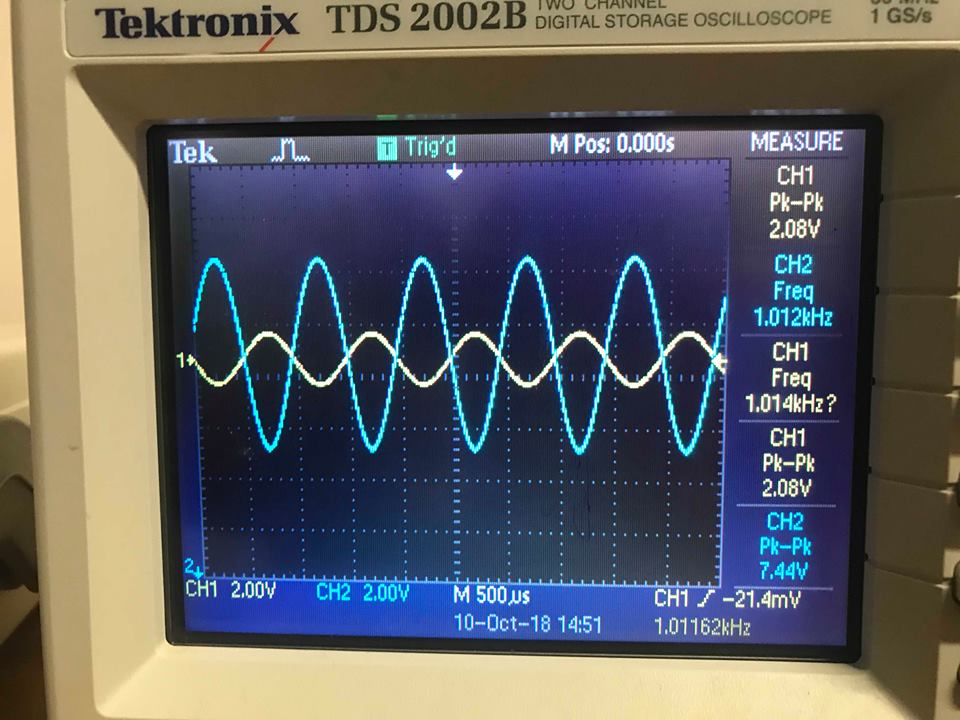 Tektronix TDS 2002B TWO CHANNEL
DIGITAL STORAGE OSCILLOSCOPE
1 GS/s
Tek T Trig'd M Pos: 0.000s MEASURE
CH1
Pk-Pk
2.08V
CH2
Freq
1.012kHz
CH1
Freq
1.014kHz?
CH1
Pk-Pk
2.08V
CH2
Pk-Pk
7.44V
1
2
CH1 2.00V CH2 2.00V M 500µs CH1 -21.4mV
10-Oct-18 14:51 1.01162kHz